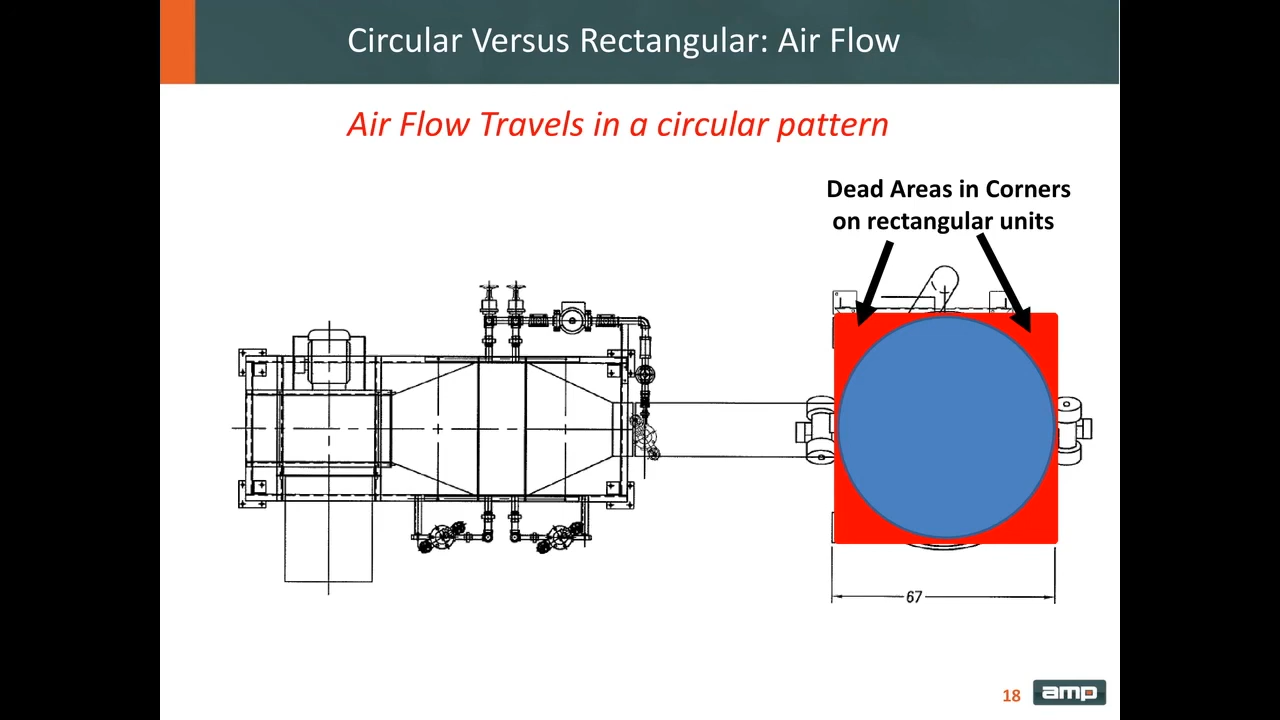 Circular Versus Rectangular: Air Flow
Air Flow Travels in a circular pattern
Dead Areas in Corners
on rectangular units
67
18
amp